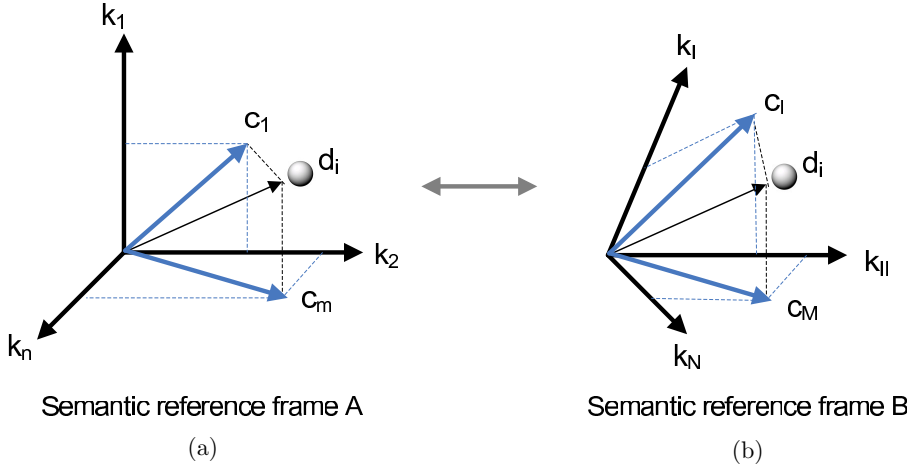 k1
c1
di
k2
cm
kn
Semantic reference frame A
(a)
kI
cI
di
kII
cM
kN
Semantic reference frame B
(b)